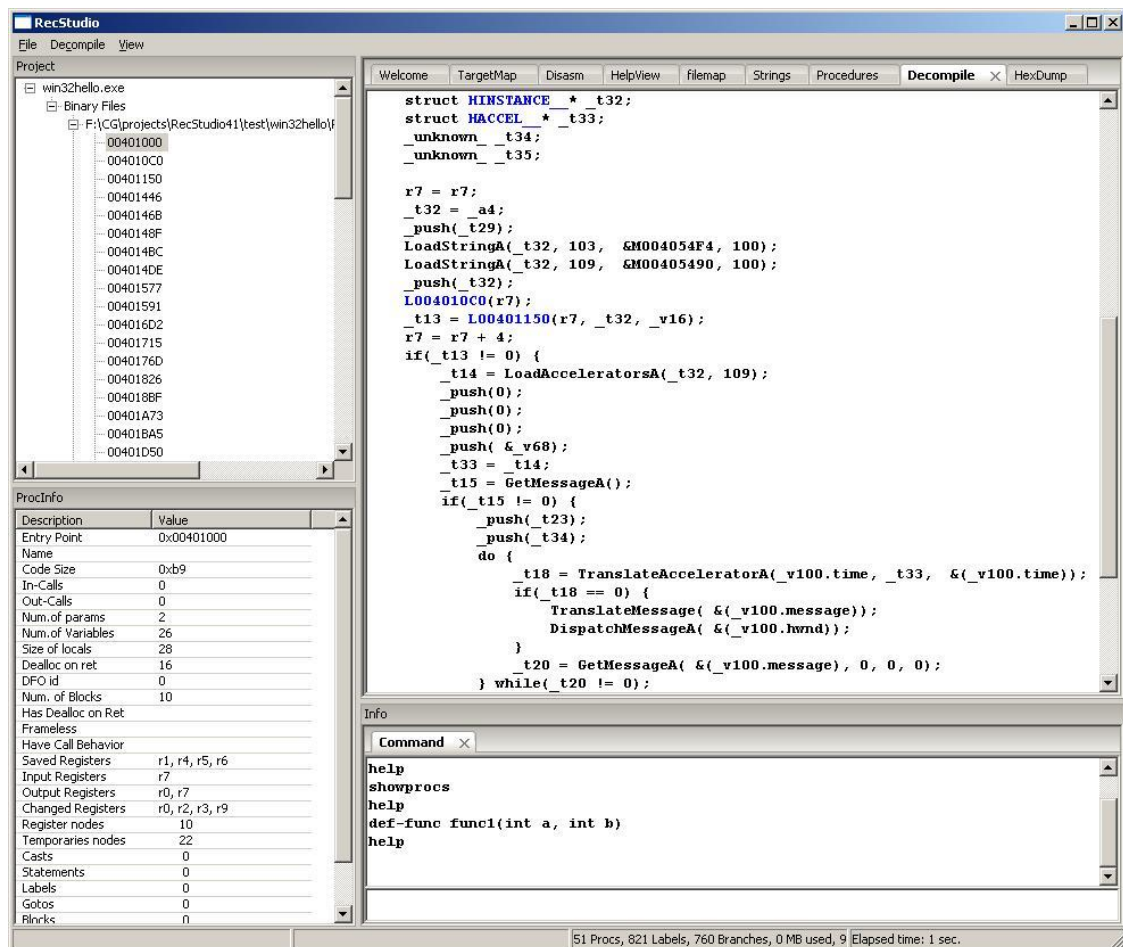 RecStudio
File Decompile View
Project
win32hello.exe
Binary Files
F:\CG\projects\RecStudio41\test\win32hello\
00401000
004010C0
00401150
00401446
0040146B
0040148F
004014BC
004014DE
00401577
00401591
004016D2
00401715
0040176D
00401826
004018BF
00401A73
00401BA5
00401D50
ProcInfo
Description Value
Entry Point 0x00401000
Name
Code Size 0xb9
In-Calls 0
Out-Calls 0
Num.of params 2
Num.of Variables 26
Size of locals 28
Dealloc on ret 16
DFO id 0
Num. of Blocks 10
Has Dealloc on Ret
Frameless
Have Call Behavior
Saved Registers r1, r4, r5, r6
Input Registers r7
Output Registers r0, r7
Changed Registers r0, r2, r3, r9
Register nodes 10
Temporaries nodes 22
Casts 0
Statements 0
Labels 0
Gotos 0
Blocks 0
Welcome TargetMap Disasm HelpView filemap Strings Procedures Decompile HexDump
struct HINSTANCE__* _t32;
struct HACCEL__* _t33;
_unknown_ _t34;
_unknown_ _t35;
r7 = r7;
_t32 = _a4;
_push(_t29);
LoadStringA(_t32, 103, &M004054F4, 100);
LoadStringA(_t32, 109, &M00405490, 100);
_push(_t32);
L004010C0(r7);
_t13 = L00401150(r7, _t32, _v16);
r7 = r7 + 4;
if(_t13 != 0) {
_t14 = LoadAcceleratorsA(_t32, 109);
_push(0);
_push(0);
_push(0);
_push( &_v68);
_t33 = _t14;
_t15 = GetMessageA();
if(_t15 != 0) {
_push(_t23);
_push(_t34);
do {
_t18 = TranslateAcceleratorA(_v100.time, _t33, &(_v100.time));
if(_t18 == 0) {
TranslateMessage( &(_v100.message));
DispatchMessageA( &(_v100.hwnd));
}
_t20 = GetMessageA( &(_v100.message), 0, 0, 0);
} while(_t20 != 0);
Info
Command
help
showprocs
help
def-func func1(int a, int b)
help
51 Procs, 821 Labels, 760 Branches, 0 MB used, 9 Elapsed time: 1 sec.